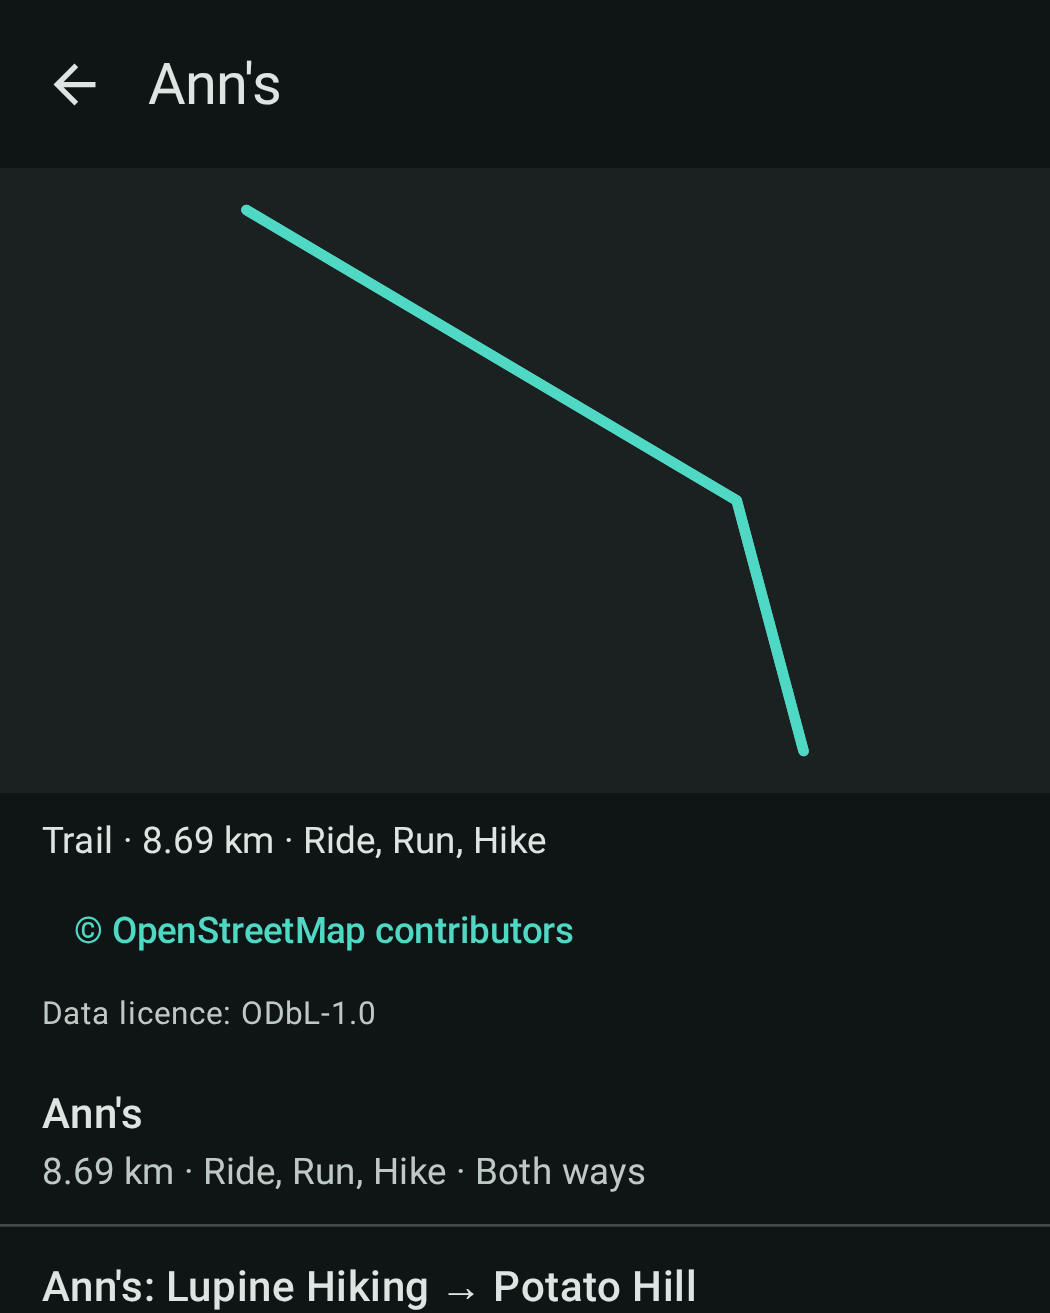 Ann's
Trail · 8.69 km · Ride, Run, Hike
© OpenStreetMap contributors
Data licence: ODbL-1.0
Ann's
8.69 km · Ride, Run, Hike · Both ways
Ann's: Lupine Hiking → Potato Hill